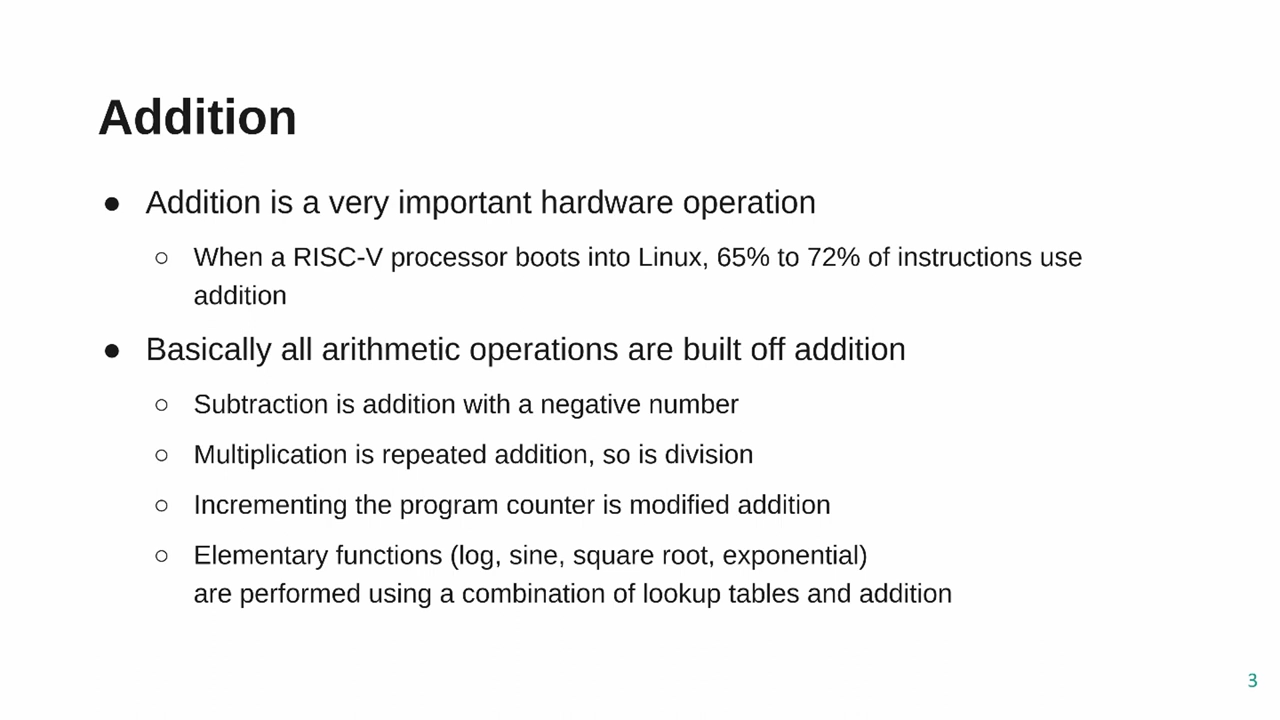 Addition
● Addition is a very important hardware operation
○ When a RISC-V processor boots into Linux, 65% to 72% of instructions use
addition
● Basically all arithmetic operations are built off addition
○ Subtraction is addition with a negative number
○ Multiplication is repeated addition, so is division
○ Incrementing the program counter is modified addition
○ Elementary functions (log, sine, square root, exponential)
are performed using a combination of lookup tables and addition
3